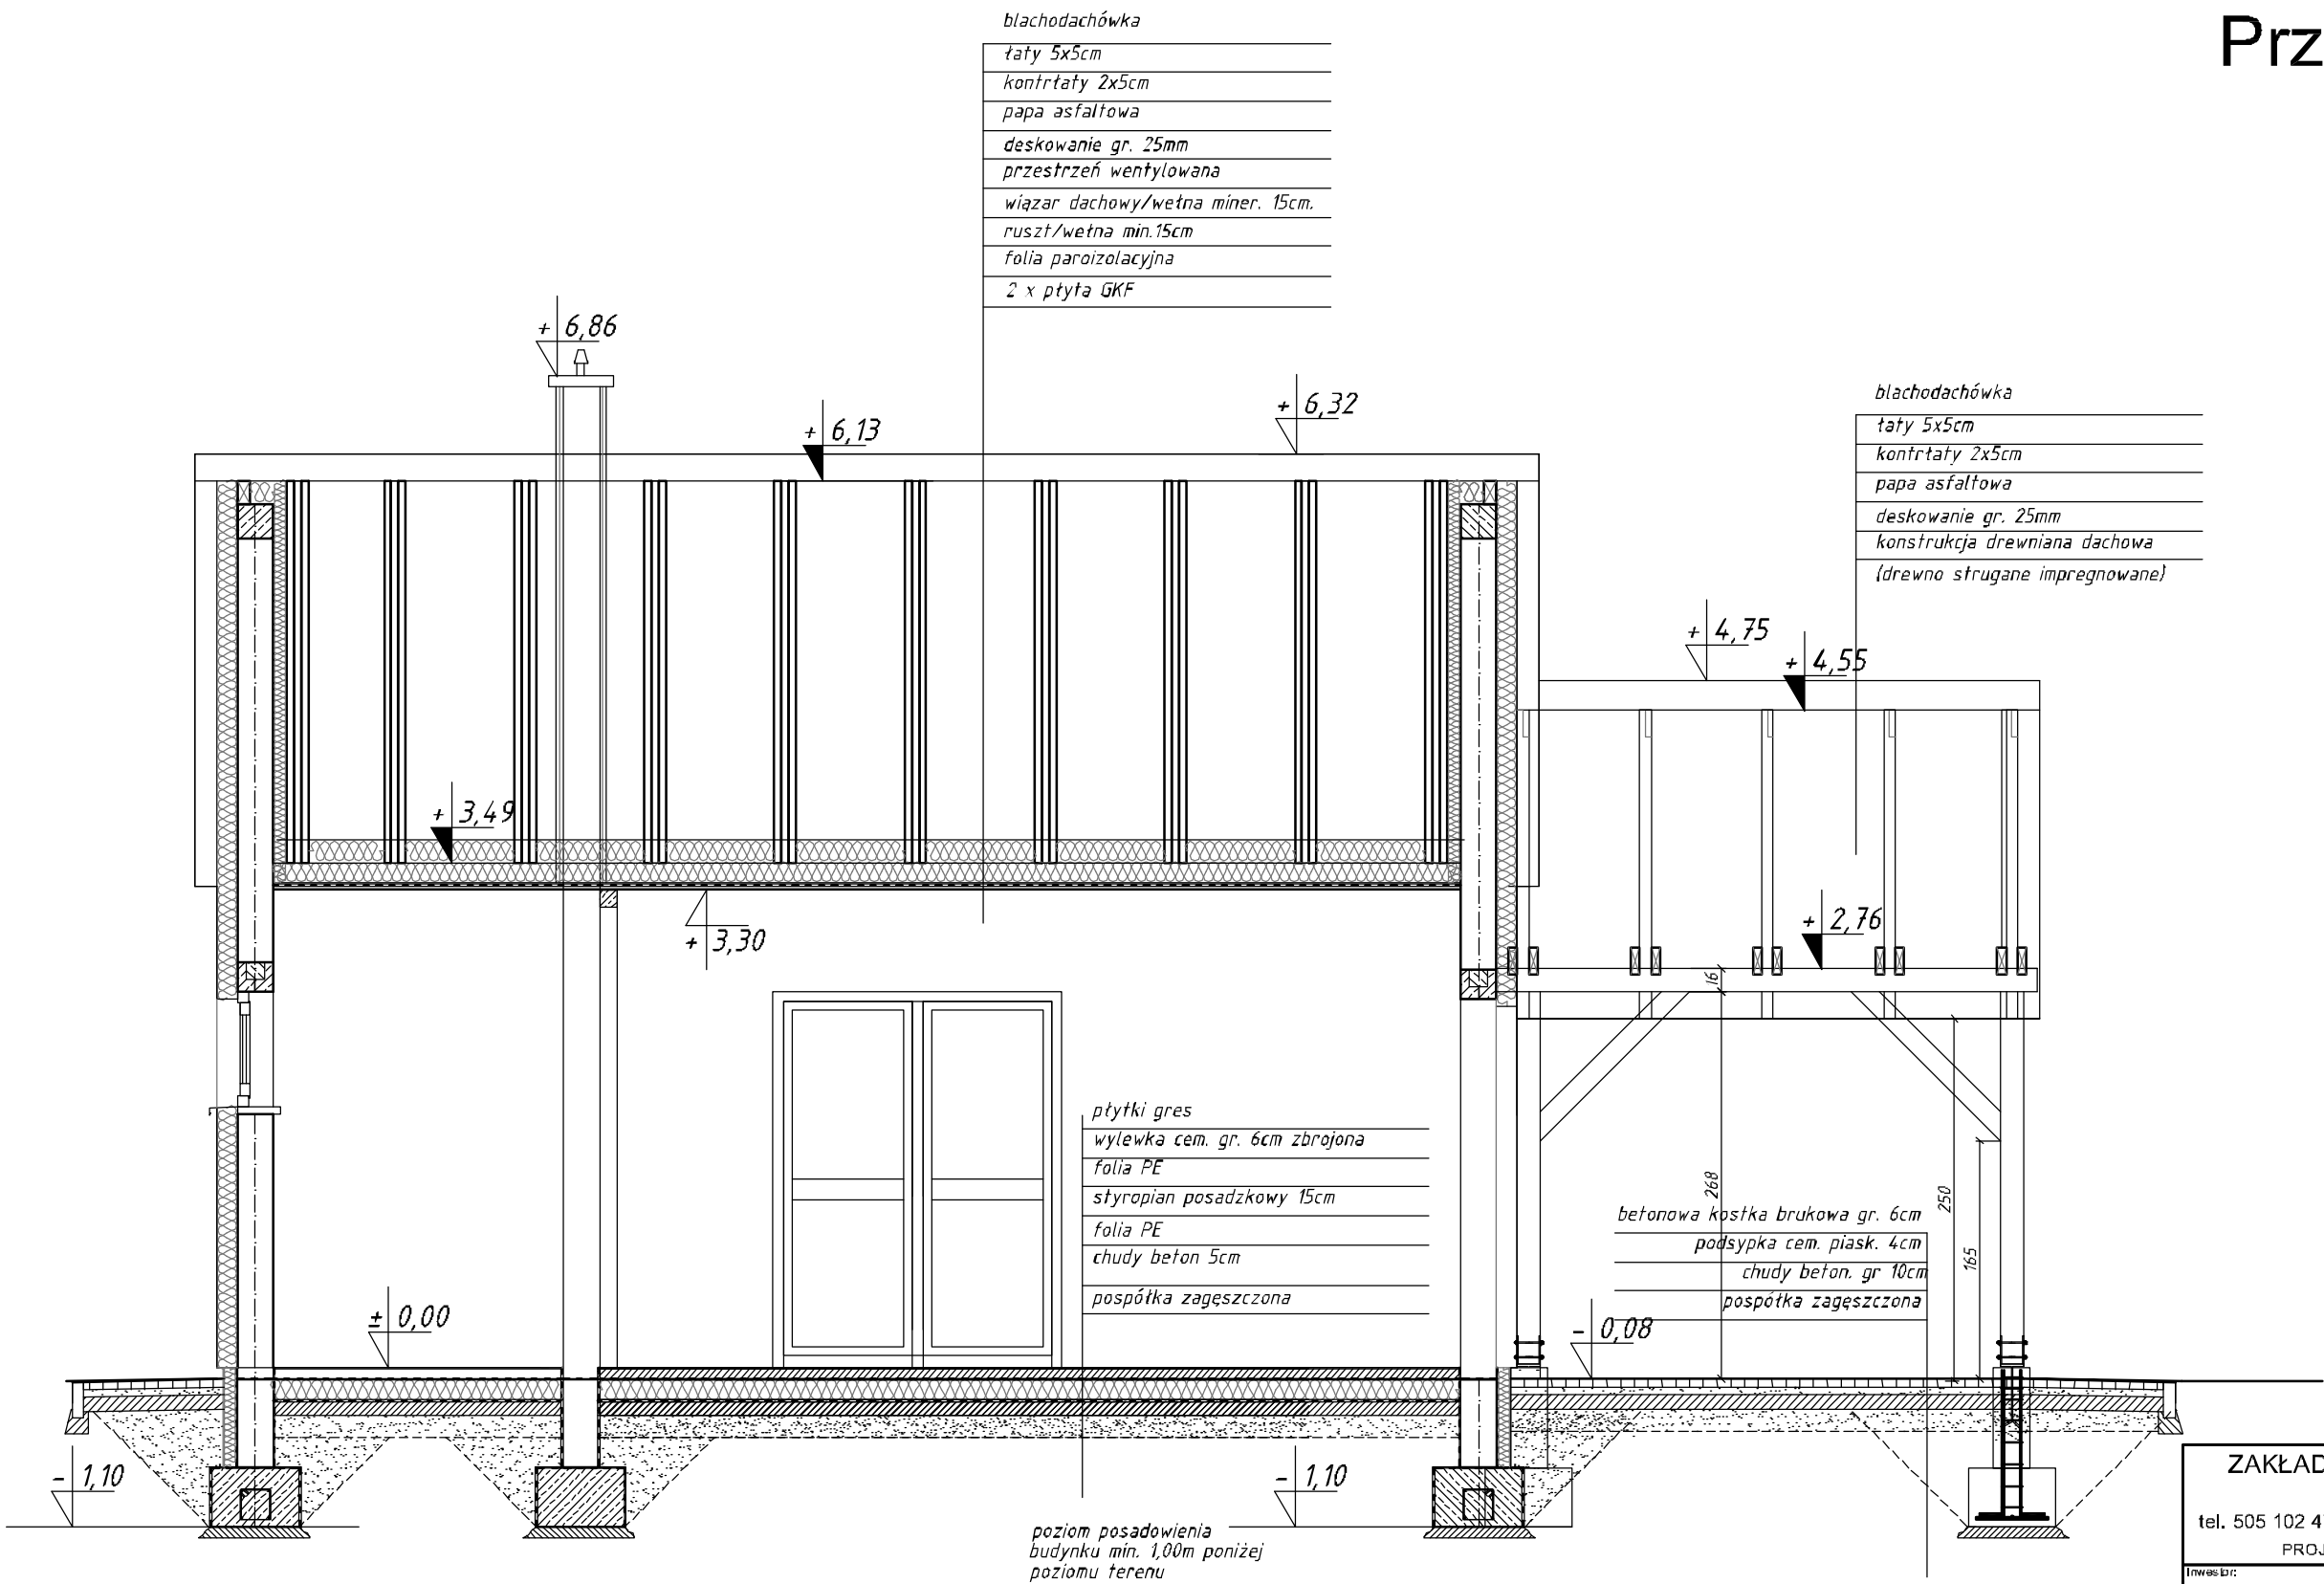 Prz
blachodachówka
łaty 5x5cm
kontrłaty 2x5cm
papa asfaltowa
deskowanie gr. 25mm
przestrzeń wentylowana
wiązar dachowy/wełna miner. 15cm.
ruszt/wełna min.15cm
folia paroizolacyjna
2 x płyta GKF
+ 6,86
+ 6,13
+ 6,32
blachodachówka
łaty 5x5cm
kontrłaty 2x5cm
papa asfaltowa
deskowanie gr. 25mm
konstrukcja drewniana dachowa
(drewno strugane impregnowane)
+ 4,75
+ 4,55
+ 3,49
+ 3,30
+ 2,76
16
268
250
165
płytki gres
wylewka cem. gr. 6cm zbrojona
folia PE
styropian posadzkowy 15cm
folia PE
chudy beton 5cm
pospółka zagęszczona
betonowa kostka brukowa gr. 6cm
podsypka cem. piask. 4cm
chudy beton. gr 10cm
pospółka zagęszczona
± 0,00
- 0,08
- 1,10
- 1,10
poziom posadowienia
budynku min. 1,00m poniżej
poziomu terenu
ZAKŁAD
tel. 505 102 4
PROJ
Inwestor: